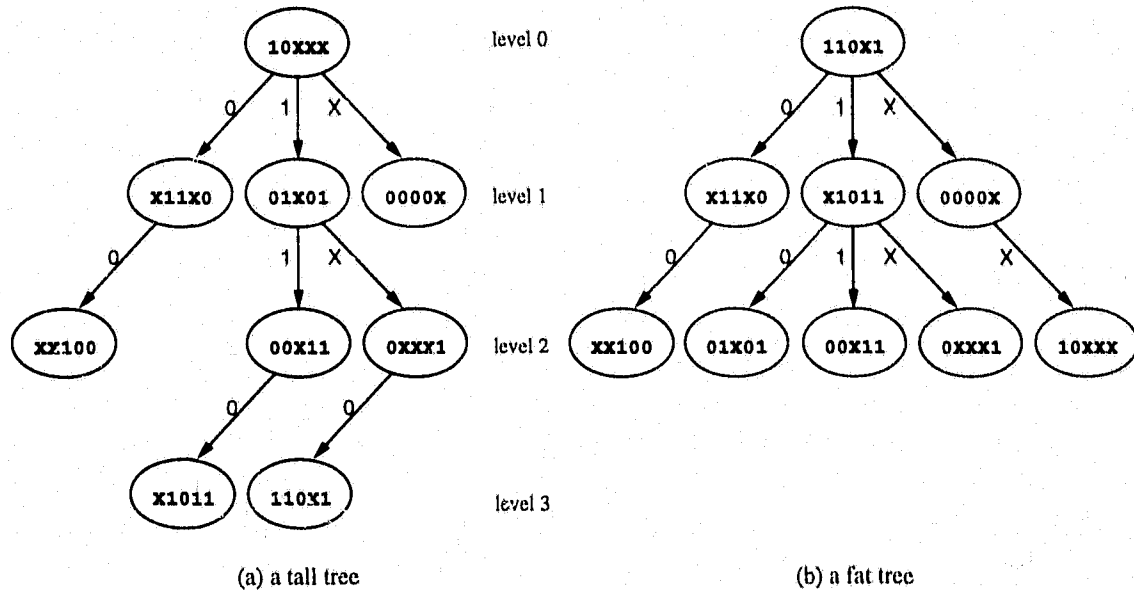 10XXX level 0 110X1
0 1 X 0 1 X
X11X0 01X01 0000X level 1 X11X0 X1011 0000X
0 1 X 0 0 1 X X
XX100 00X11 0XXX1 level 2 XX100 01X01 00X11 0XXX1 10XXX
0 0
X1011 110X1 level 3
(a) a tall tree (b) a fat tree